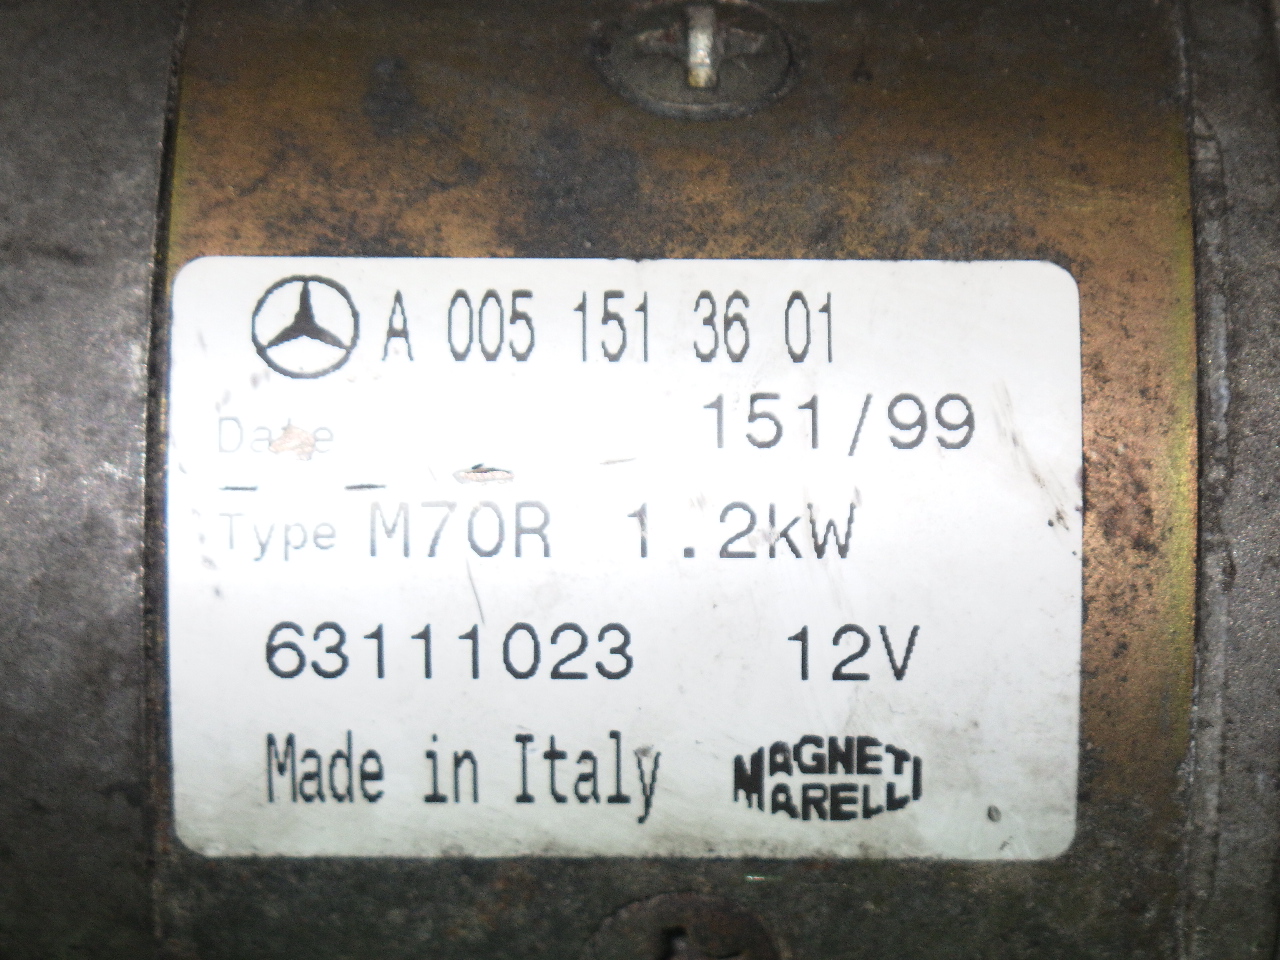 A 005 151 36 01
Date 151/99
Type M70R 1.2kW
63111023 12V
Made in Italy MAGNETI MARELLI